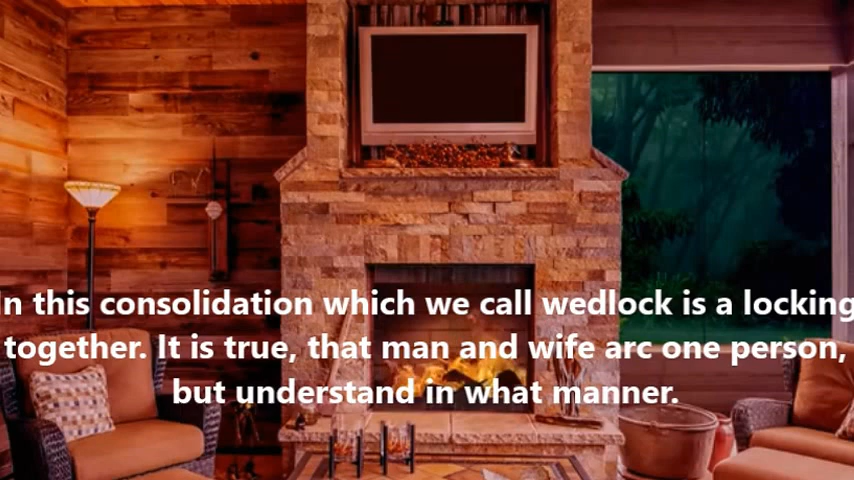 In this consolidation which we call wedlock is a locking
together. It is true, that man and wife arc one person,
but understand in what manner.